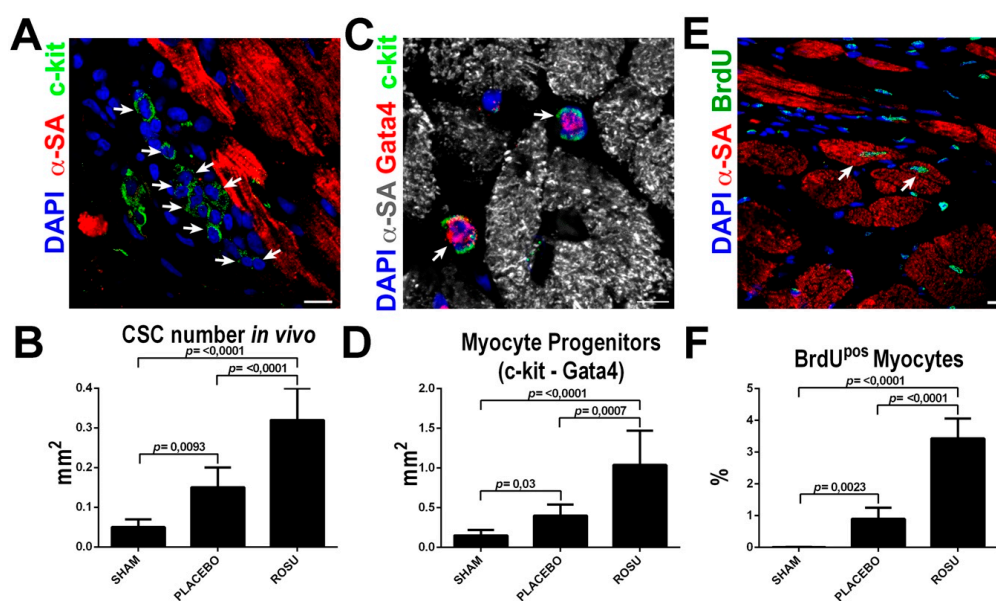 A
DAPI α-SA c-kit
C
DAPI α-SA Gata4 c-kit
E
DAPI α-SA BrdU
B
CSC number in vivo
p= <0,0001
p= <0,0001
p= 0,0093
mm²
0.4
0.3
0.2
0.1
0.0
SHAM
PLACEBO
ROSU
D
Myocyte Progenitors
(c-kit - Gata4)
p= <0,0001
p= 0,0007
p= 0,03
mm²
2.0
1.5
1.0
0.5
0.0
SHAM
PLACEBO
ROSU
F
BrdUᵖᵒˢ Myocytes
p= <0,0001
p= <0,0001
p= 0,0023
%
5
4
3
2
1
0
SHAM
PLACEBO
ROSU